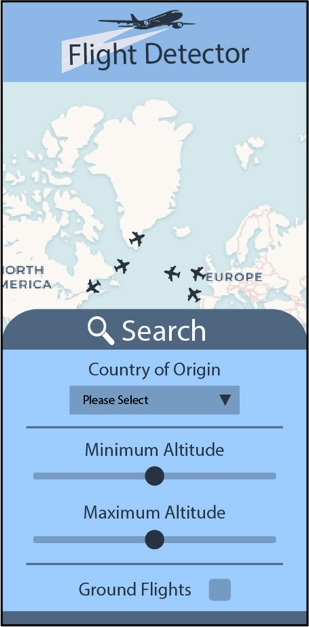 Flight Detector
NORTH
AMERICA
EUROPE
Search
Country of Origin
Please Select
Minimum Altitude
Maximum Altitude
Ground Flights